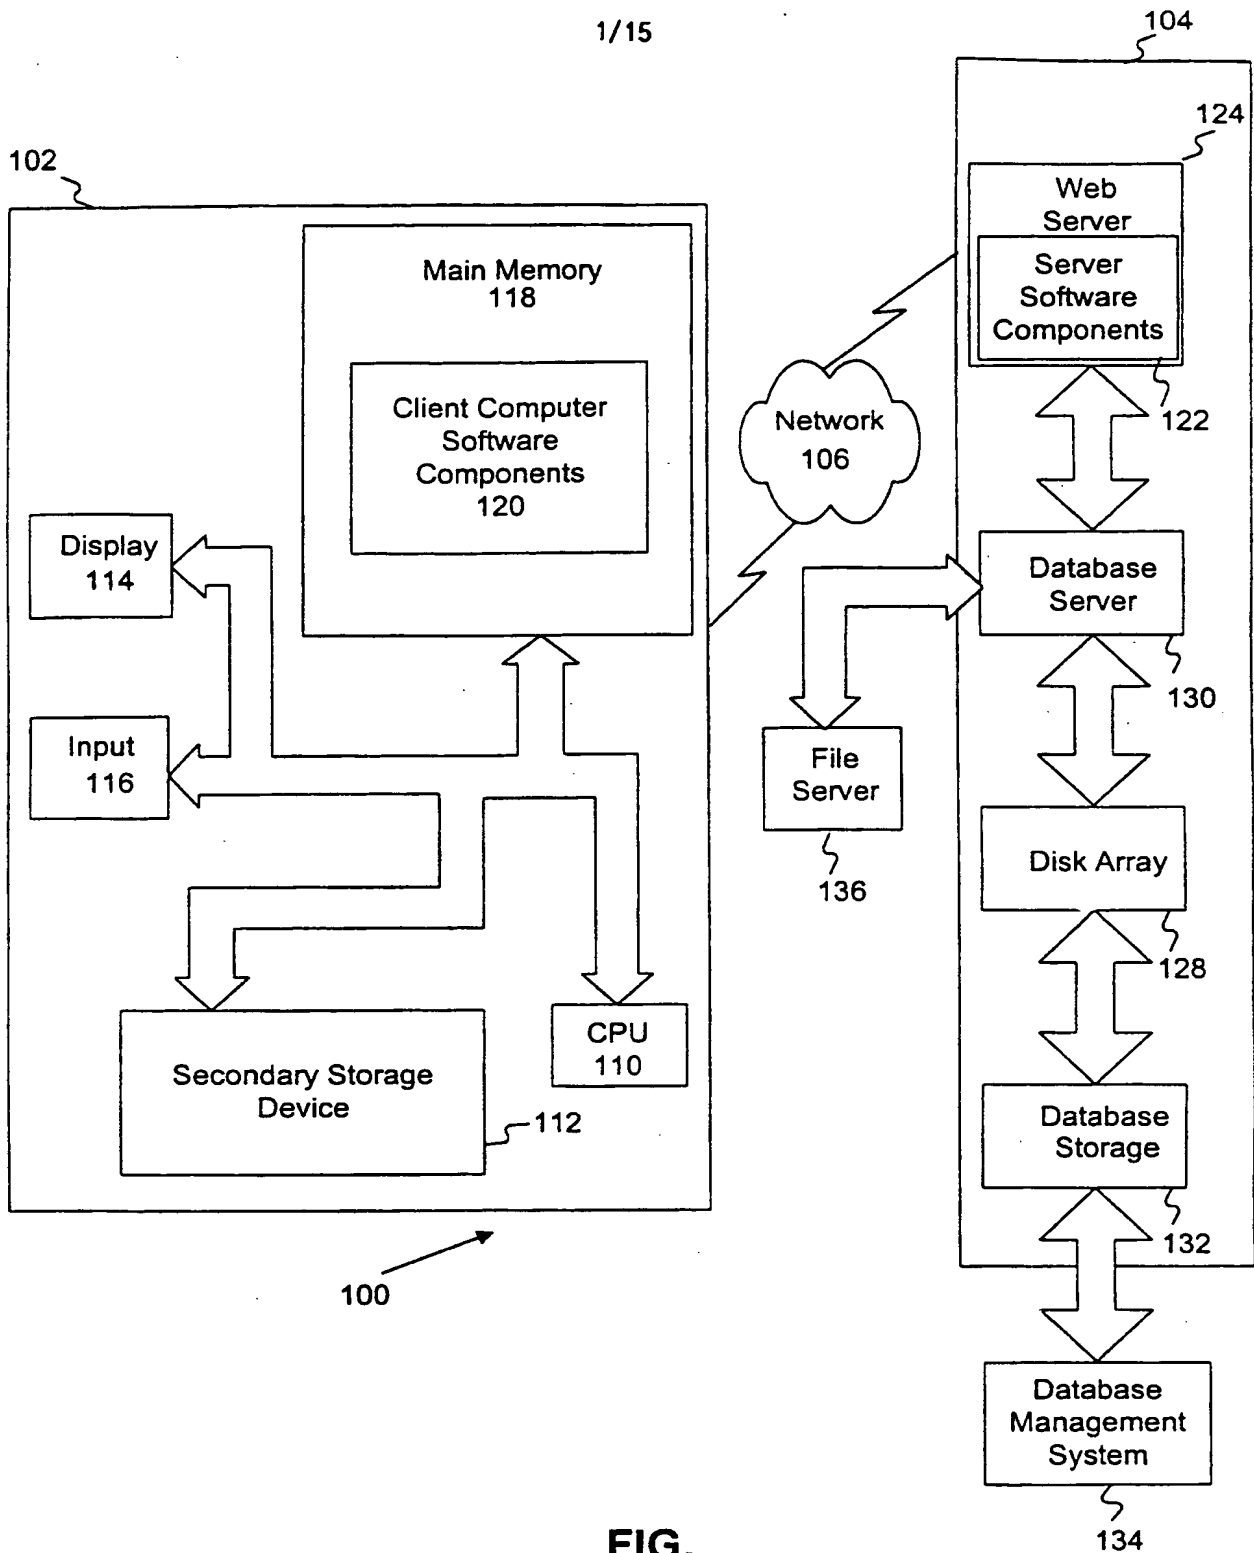 1/15
104
124
102
Web
Server
Server
Software
Components
122
Main Memory
118
Client Computer
Software
Components
120
Network
106
Display
114
Database
Server
130
Input
116
File
Server
136
Disk Array
128
CPU
110
Secondary Storage
Device
112
Database
Storage
132
100
Database
Management
System
134
FIG.